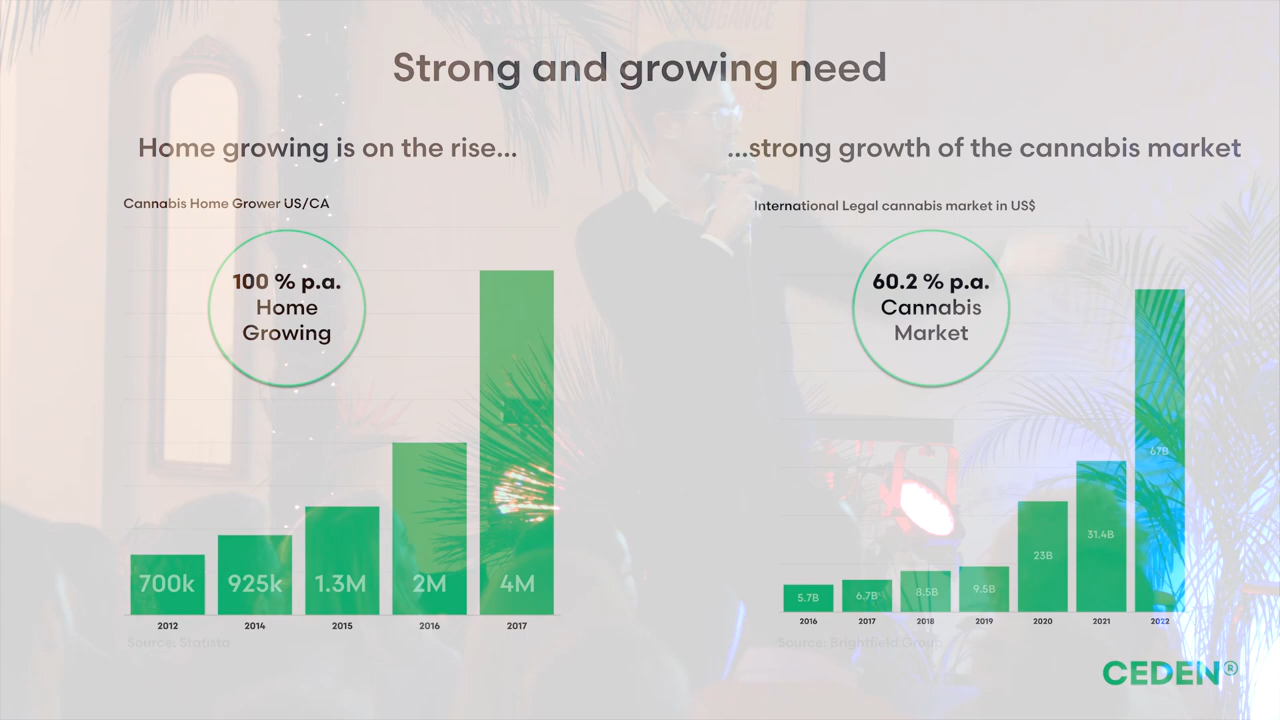 Strong and growing need
Home growing is on the rise...
Cannabis Home Grower US/CA
100 % p.a.
Home
Growing
700k 925k 1.3M 2M 4M
2012 2014 2015 2016 2017
Source: Statista
...strong growth of the cannabis market
International Legal cannabis market in US$
60.2 % p.a.
Cannabis
Market
5.7B 6.7B 8.5B 9.5B 23B 31.4B 67B
2016 2017 2018 2019 2020 2021 2022
Source: Brightfield Group
CEDEN®